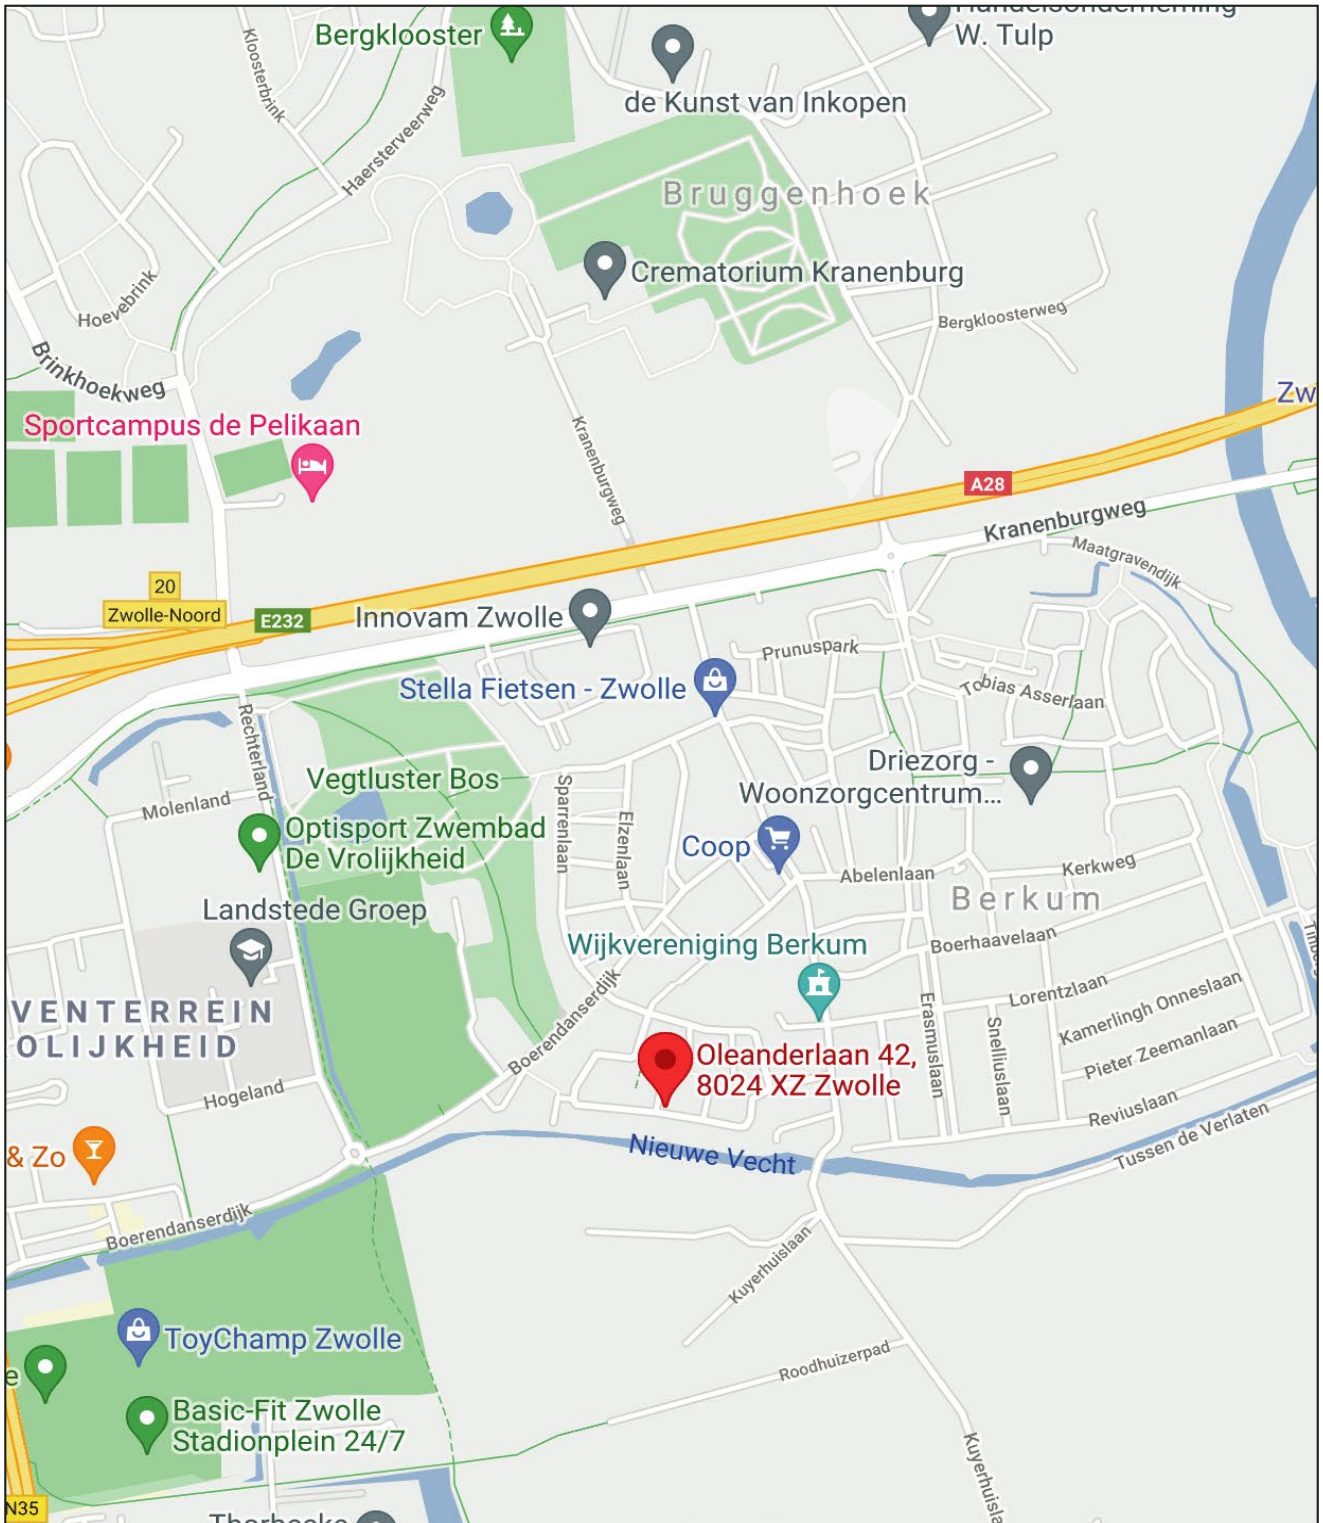 Handelsonderneming
W. Tulp
Bergklooster
Kloosterbrink
Haersterveerweg
de Kunst van Inkopen
Bruggenhoek
Crematorium Kranenburg
Hoevebrink
Bergkloosterweg
Brinkhoekweg
Zw
Sportcampus de Pelikaan
Kranenburgweg
A28
Kranenburgweg
Maatgravendijk
20
Zwolle-Noord
E232
Innovam Zwolle
Prunuspark
Stella Fietsen - Zwolle
Tobias Asserlaan
Rechterland
Driezorg -
Woonzorgcentrum...
Vegtluster Bos
Molenland
Sparrenlaan
Elzenlaan
Optisport Zwembad
De Vrolijkheid
Coop
Abelenlaan
Kerkweg
Berkum
Landstede Groep
Wijkvereniging Berkum
Boerhaavelaan
VENTERREIN
OLIJKHEID
Boerendanserdijk
Erasmuslaan
Lorentzlaan
Snelliuslaan
Kamerlingh Onneslaan
Pieter Zeemanlaan
Oleanderlaan 42,
8024 XZ Zwolle
Hogeland
Reviuslaan
Nieuwe Vecht
Tussen de Verlaten
& Zo
Boerendanserdijk
Kuyerhuislaan
ToyChamp Zwolle
Roodhuizerpad
e
Basic-Fit Zwolle
Stadionplein 24/7
Kuyerhuisla
N35
Thorbecke